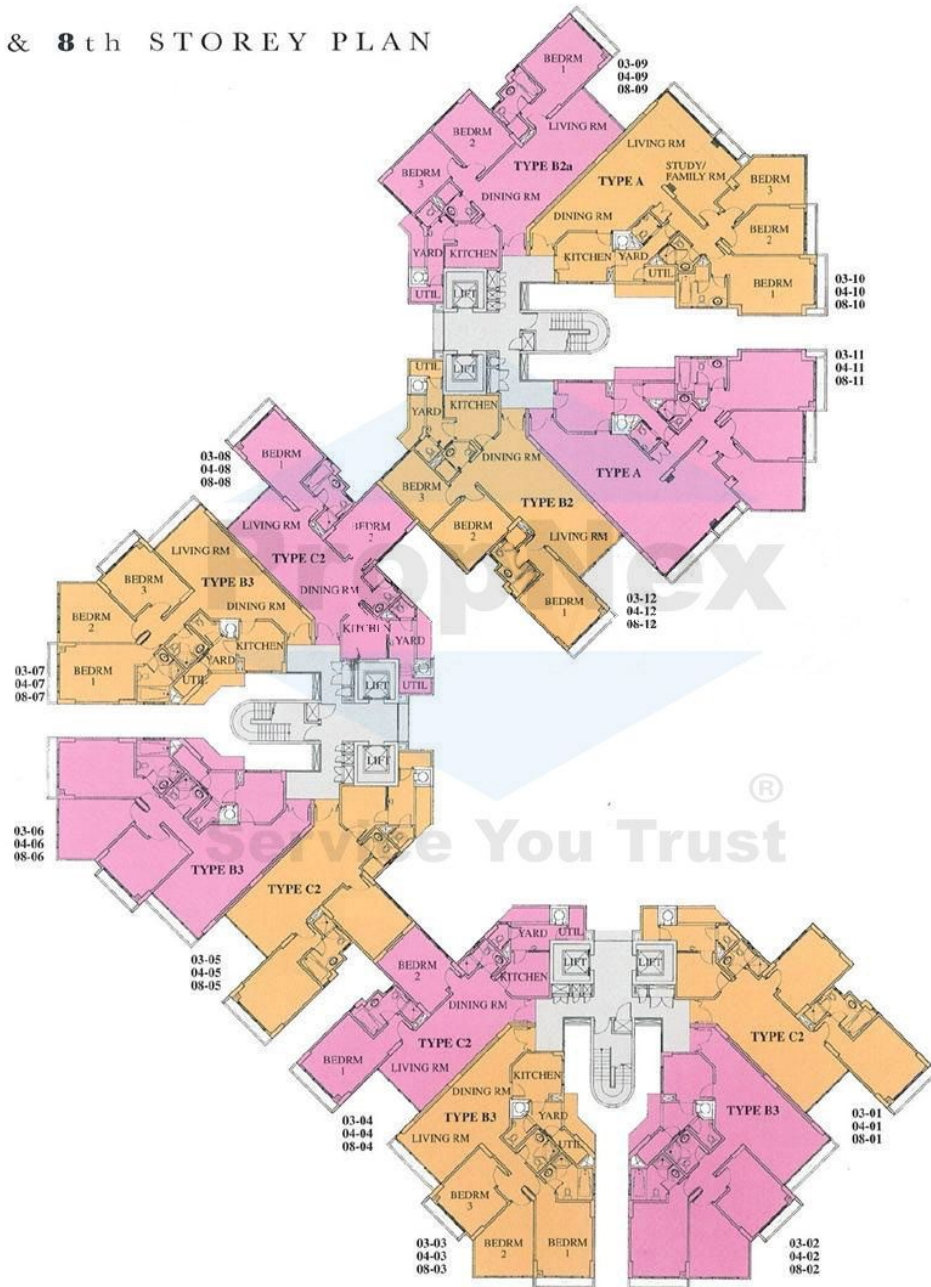 & 8th STOREY PLAN
BEDRM
1
03-09
04-09
08-09
BEDRM
2
LIVING RM
BEDRM
3
TYPE B2a
DINING RM
YARD
KITCHEN
UTIL
LIFT
LIVING RM
STUDY/
FAMILY RM
TYPE A
BEDRM
3
DINING RM
BEDRM
2
KITCHEN
YARD
UTIL
BEDRM
1
03-10
04-10
08-10
03-11
04-11
08-11
TYPE A
LIFT
UTIL
YARD
KITCHEN
DINING RM
BEDRM
3
TYPE B2
BEDRM
2
LIVING RM
BEDRM
1
03-12
04-12
08-12
03-08
04-08
08-08
BEDRM
1
LIVING RM
BEDRM
2
TYPE C2
DINING RM
KITCHEN
YARD
UTIL
LIFT
LIVING RM
BEDRM
3
TYPE B3
DINING RM
BEDRM
2
KITCHEN
YARD
BEDRM
1
UTIL
03-07
04-07
08-07
PropNex
®
Service You Trust
LIFT
03-06
04-06
08-06
TYPE B3
TYPE C2
03-05
04-05
08-05
YARD
UTIL
BEDRM
2
KITCHEN
DINING RM
TYPE C2
BEDRM
1
LIVING RM
03-04
04-04
08-04
LIFT
LIFT
TYPE C2
03-01
04-01
08-01
KITCHEN
DINING RM
TYPE B3
YARD
LIVING RM
UTIL
BEDRM
3
BEDRM
2
BEDRM
1
03-03
04-03
08-03
TYPE B3
03-02
04-02
08-02